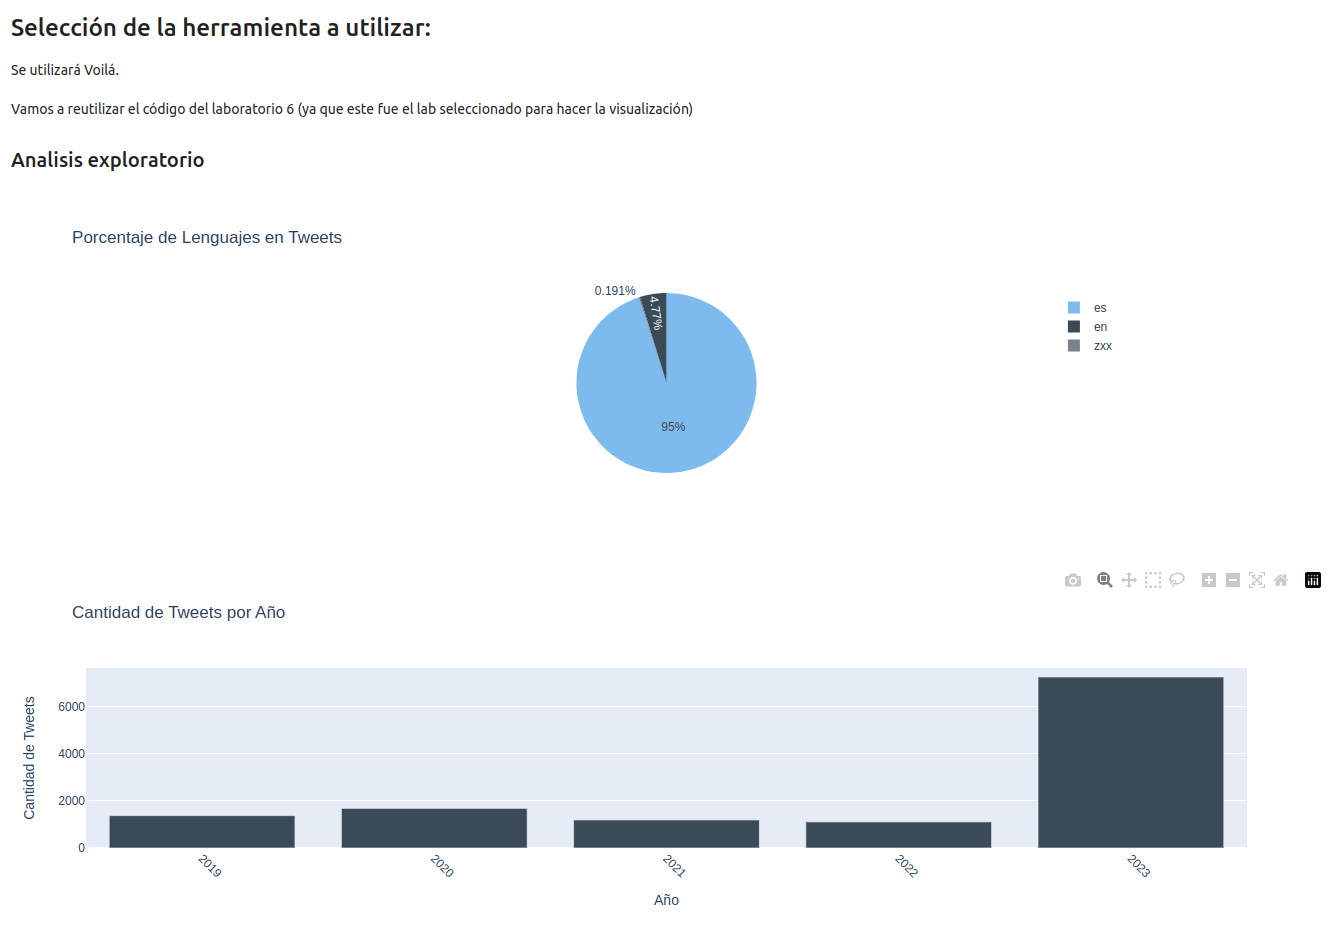 Selección de la herramienta a utilizar:
Se utilizará Voilá.
Vamos a reutilizar el código del laboratorio 6 (ya que este fue el lab seleccionado para hacer la visualización)
Analisis exploratorio
Porcentaje de Lenguajes en Tweets
0.191%
4.77%
95%
es
en
zxx
Cantidad de Tweets por Año
Cantidad de Tweets
6000
4000
2000
0
2019
2020
2021
2022
2023
Año